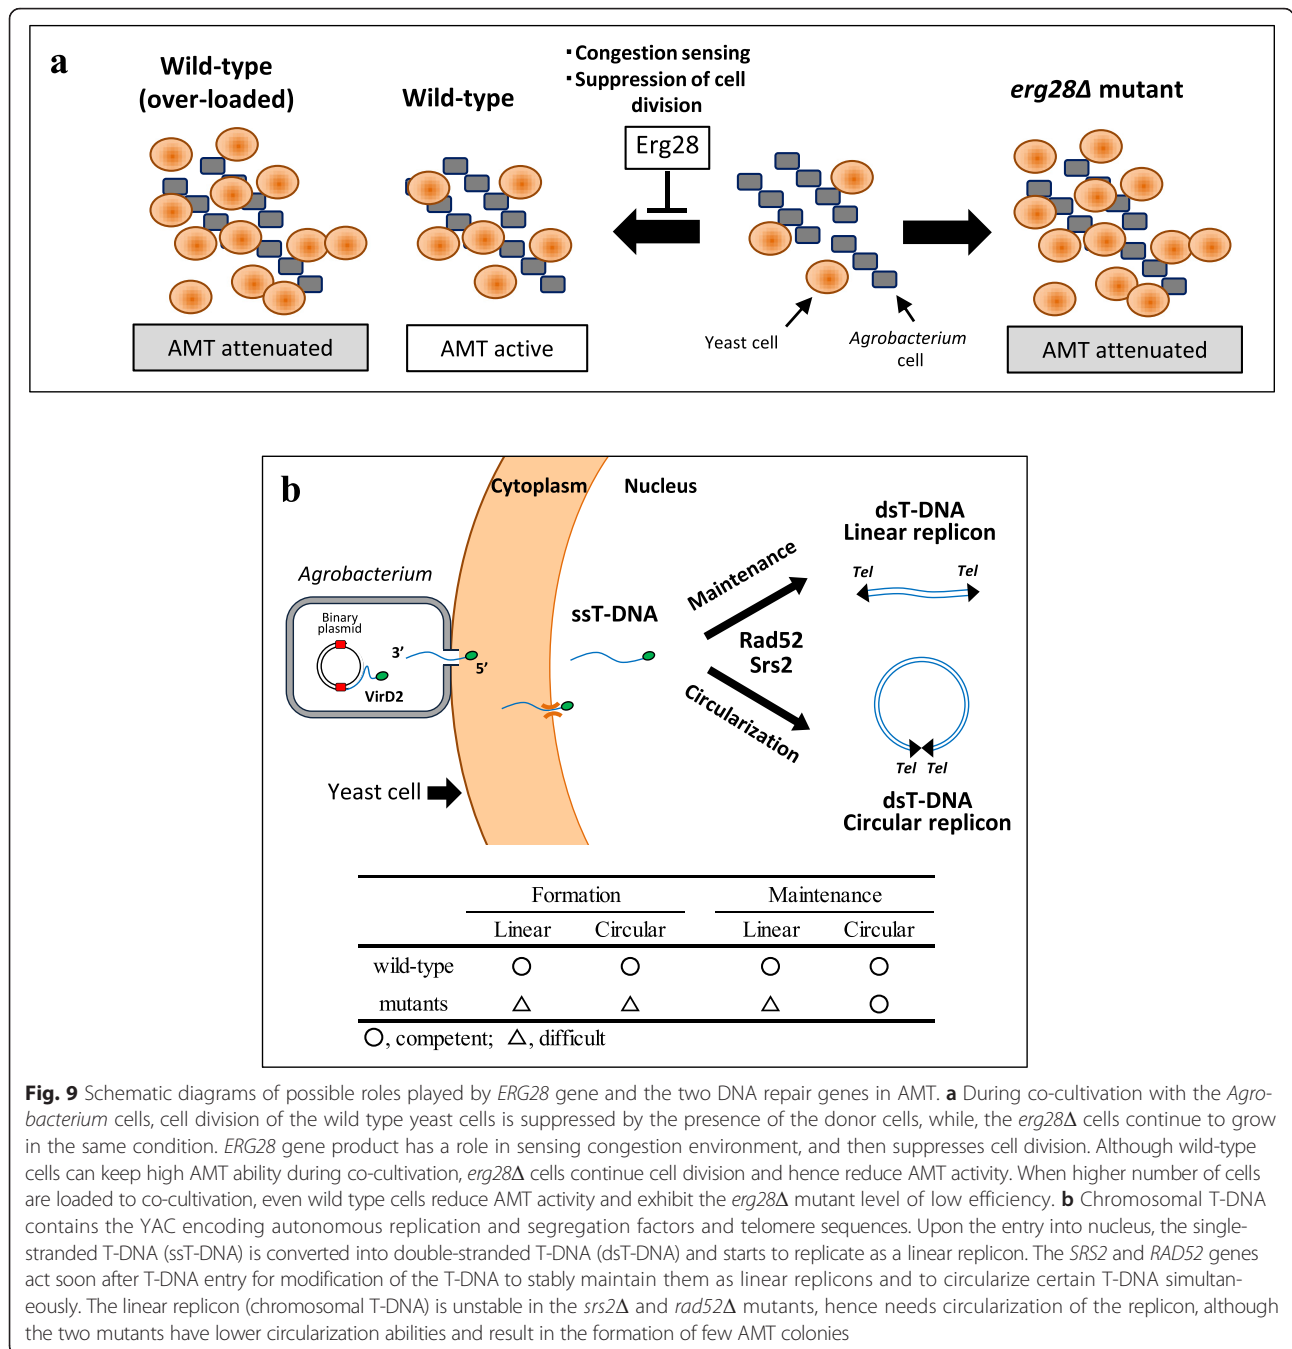 a
Wild-type
(over-loaded)
Wild-type
· Congestion sensing
· Suppression of cell
division
Erg28
erg28Δ mutant
Yeast cell
Agrobacterium
cell
AMT attenuated
AMT active
AMT attenuated
b
Cytoplasm
Nucleus
Agrobacterium
Binary
plasmid
VirD2
3’
5’
ssT-DNA
Maintenance
Rad52
Srs2
Circularization
dsT-DNA
Linear replicon
Tel Tel
Tel Tel
dsT-DNA
Circular replicon
Yeast cell
Formation Maintenance
Linear Circular Linear Circular
wild-type ○ ○ ○ ○
mutants △ △ △ ○
○, competent; △, difficult
Fig. 9 Schematic diagrams of possible roles played by ERG28 gene and the two DNA repair genes in AMT. a During co-cultivation with the Agro-
bacterium cells, cell division of the wild type yeast cells is suppressed by the presence of the donor cells, while, the erg28Δ cells continue to grow
in the same condition. ERG28 gene product has a role in sensing congestion environment, and then suppresses cell division. Although wild-type
cells can keep high AMT ability during co-cultivation, erg28Δ cells continue cell division and hence reduce AMT activity. When higher number of cells
are loaded to co-cultivation, even wild type cells reduce AMT activity and exhibit the erg28Δ mutant level of low efficiency. b Chromosomal T-DNA
contains the YAC encoding autonomous replication and segregation factors and telomere sequences. Upon the entry into nucleus, the single-
stranded T-DNA (ssT-DNA) is converted into double-stranded T-DNA (dsT-DNA) and starts to replicate as a linear replicon. The SRS2 and RAD52 genes
act soon after T-DNA entry for modification of the T-DNA to stably maintain them as linear replicons and to circularize certain T-DNA simultan-
eously. The linear replicon (chromosomal T-DNA) is unstable in the srs2Δ and rad52Δ mutants, hence needs circularization of the replicon, although
the two mutants have lower circularization abilities and result in the formation of few AMT colonies